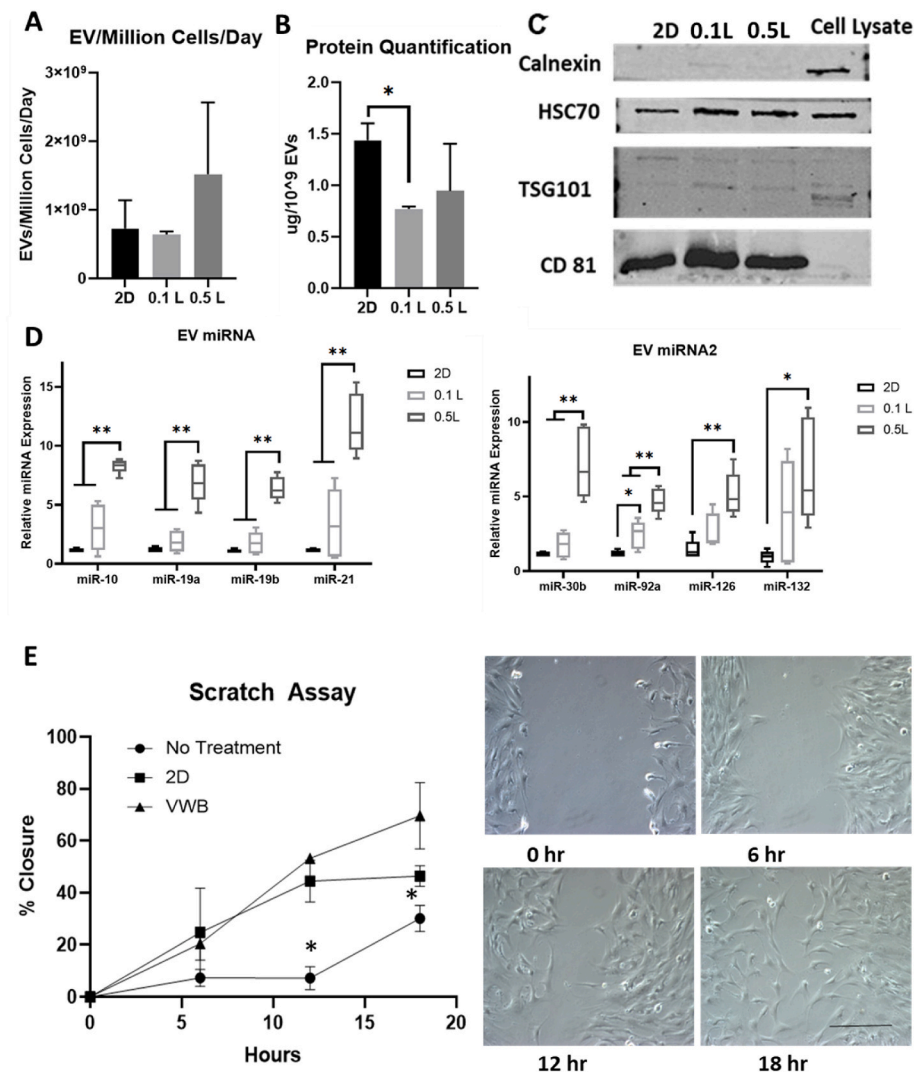 A
EV/Million Cells/Day
EVs/Million Cells/Day
3×10⁹
2×10⁹
1×10⁹
0
2D 0.1 L 0.5 L
B
Protein Quantification
ug/10^9 EVs
2.0
1.5
1.0
0.5
0.0
*
2D 0.1 L 0.5 L
C
2D 0.1L 0.5L Cell Lysate
Calnexin
HSC70
TSG101
CD 81
D
EV miRNA
Relative miRNA Expression
15
10
5
0
** ** ** **
2D
0.1 L
0.5L
miR-10 miR-19a miR-19b miR-21
EV miRNA2
Relative miRNA Expression
10
5
0
** * ** ** *
2D
0.1 L
0.5L
miR-30b miR-92a miR-126 miR-132
E
Scratch Assay
% Closure
100
80
60
40
20
0
No Treatment
2D
VWB
*
*
0 5 10 15 20
Hours
0 hr 6 hr
12 hr 18 hr